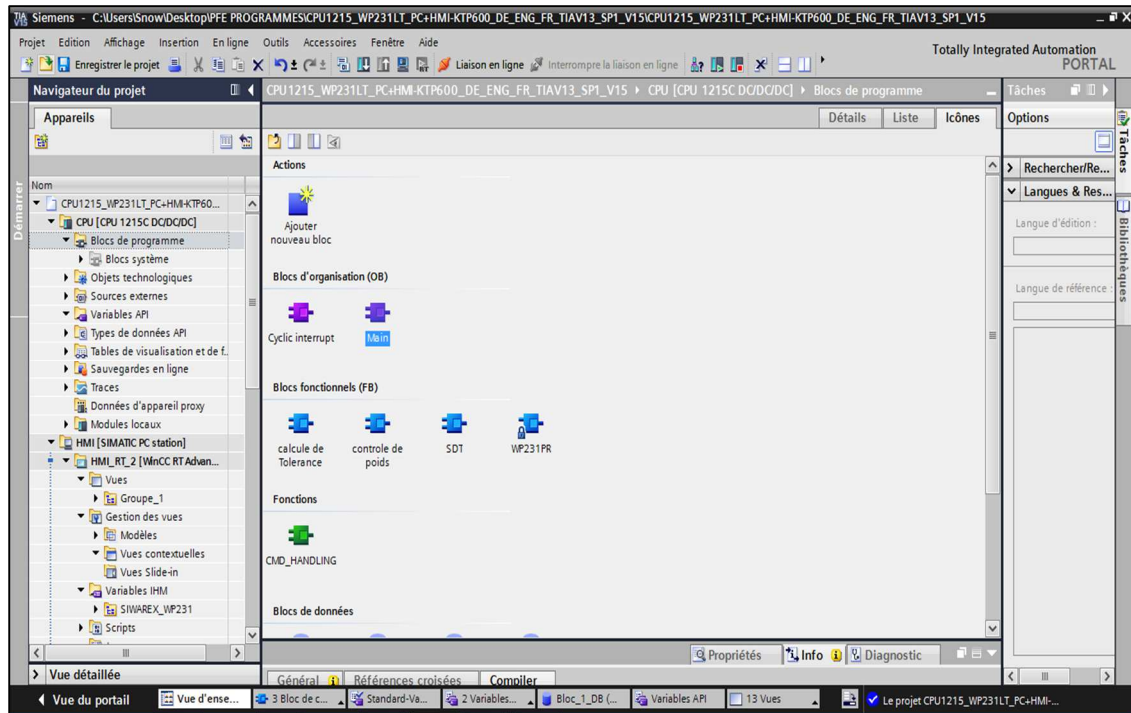 Siemens - C:\Users\Snow\Desktop\PFE PROGRAMMES\CPU1215_WP231LT_PC+HMI-KTP600_DE_ENG_FR_TIAV13_SP1_V15\CPU1215_WP231LT_PC+HMI-KTP600_DE_ENG_FR_TIAV13_SP1_V15
Projet Edition Affichage Insertion En ligne Outils Accessoires Fenêtre Aide
Totally Integrated Automation
PORTAL
Enregistrer le projet Liaison en ligne Interrompre la liaison en ligne
Navigateur du projet
CPU1215_WP231LT_PC+HMI-KTP600_DE_ENG_FR_TIAV13_SP1_V15 CPU [CPU 1215C DC/DC/DC] Blocs de programme
Tâches
Appareils
Détails Liste Icônes
Options
Démarrer
Nom
CPU1215_WP231LT_PC+HMI-KTP60...
CPU [CPU 1215C DC/DC/DC]
Blocs de programme
Blocs système
Objets technologiques
Sources externes
Variables API
Types de données API
Tables de visualisation et de f..
Sauvegardes en ligne
Traces
Données d'appareil proxy
Modules locaux
HMI [SIMATIC PC station]
HMI_RT_2 [WinCC RT Advan...
Vues
Groupe_1
Gestion des vues
Modèles
Vues contextuelles
Vues Slide-in
Variables IHM
SIWAREX_WP231
Scripts
Vue détaillée
Actions
Ajouter
nouveau bloc
Blocs d'organisation (OB)
Cyclic interrupt Main
Blocs fonctionnels (FB)
calcule de
Tolerance
controle de
poids
SDT
WP231PR
Fonctions
CMD_HANDLING
Blocs de données
Propriétés Info Diagnostic
Général Références croisées Compiler
Rechercher/Re...
Langues & Res...
Langue d'édition :
Langue de référence :
Tâches
Bibliothèques
Vue du portail Vue d'ense... 3 Bloc de c... Standard-Va... 2 Variables... Bloc_1_DB (... Variables API 13 Vues Le projet CPU1215_WP231LT_PC+HMI-...